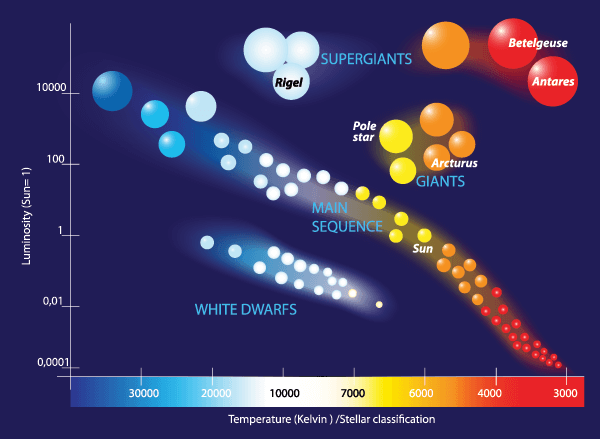 Betelgeuse
SUPERGIANTS
Rigel
Antares
10000
Pole
star
100
Arcturus
GIANTS
Luminosity (Sun= 1)
MAIN
SEQUENCE
1
Sun
0,01
WHITE DWARFS
0,0001
30000 20000 10000 7000 6000 4000 3000
Temperature (Kelvin ) /Stellar classification